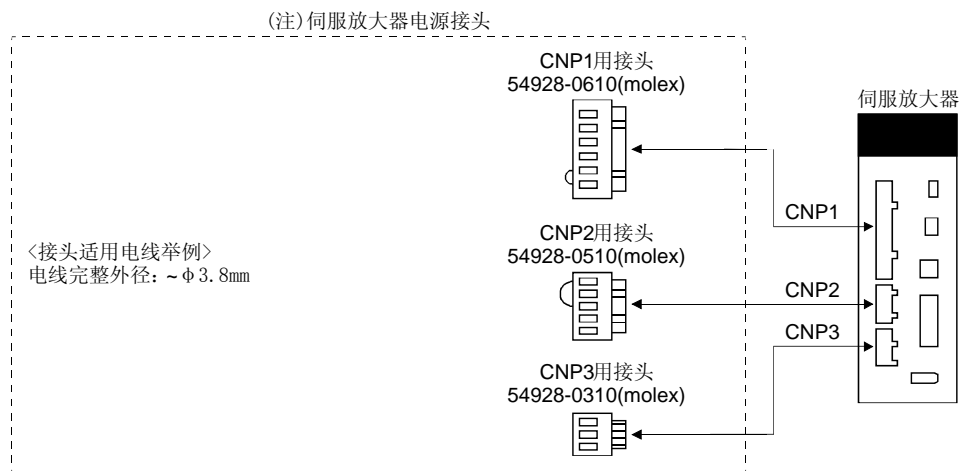 (注)伺服放大器电源接头
CNP1用接头
54928-0610(molex)
伺服放大器
CNP1
<接头适用电线举例>
电线完整外径:~φ3.8mm
CNP2用接头
54928-0510(molex)
CNP2
CNP3
CNP3用接头
54928-0310(molex)